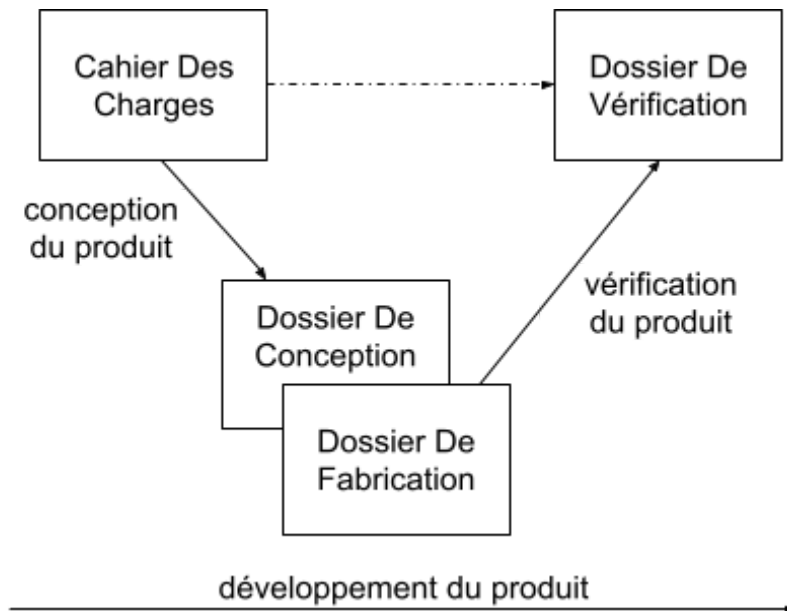 Cahier Des
Charges
Dossier De
Vérification
conception
du produit
Dossier De
Conception
vérification
du produit
Dossier De
Fabrication
développement du produit